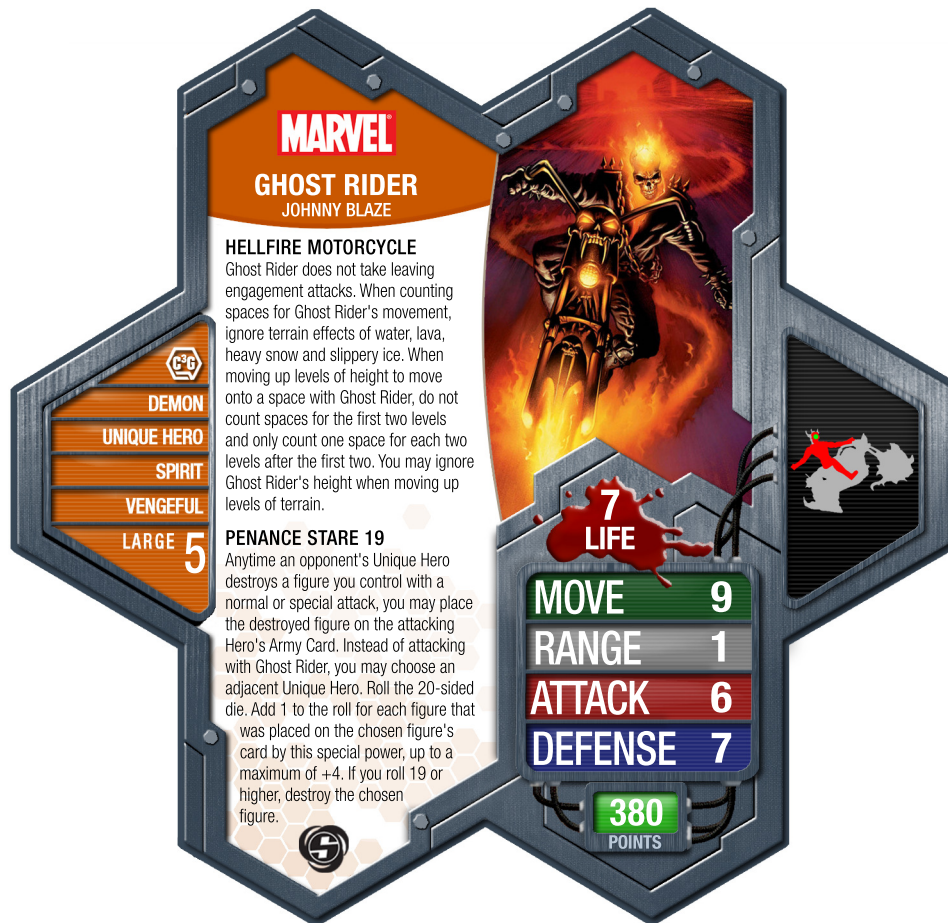 MARVEL
GHOST RIDER
JOHNNY BLAZE
HELLFIRE MOTORCYCLE
Ghost Rider does not take leaving
engagement attacks. When counting
spaces for Ghost Rider's movement,
ignore terrain effects of water, lava,
heavy snow and slippery ice. When
moving up levels of height to move
onto a space with Ghost Rider, do not
count spaces for the first two levels
and only count one space for each two
levels after the first two. You may ignore
Ghost Rider's height when moving up
levels of terrain.
PENANCE STARE 19
Anytime an opponent's Unique Hero
destroys a figure you control with a
normal or special attack, you may place
the destroyed figure on the attacking
Hero's Army Card. Instead of attacking
with Ghost Rider, you may choose an
adjacent Unique Hero. Roll the 20-sided
die. Add 1 to the roll for each figure that
was placed on the chosen figure's
card by this special power, up to a
maximum of +4. If you roll 19 or
higher, destroy the chosen
figure.
C3G
DEMON
UNIQUE HERO
SPIRIT
VENGEFUL
LARGE 5
7
LIFE
MOVE 9
RANGE 1
ATTACK 6
DEFENSE 7
380
POINTS
S